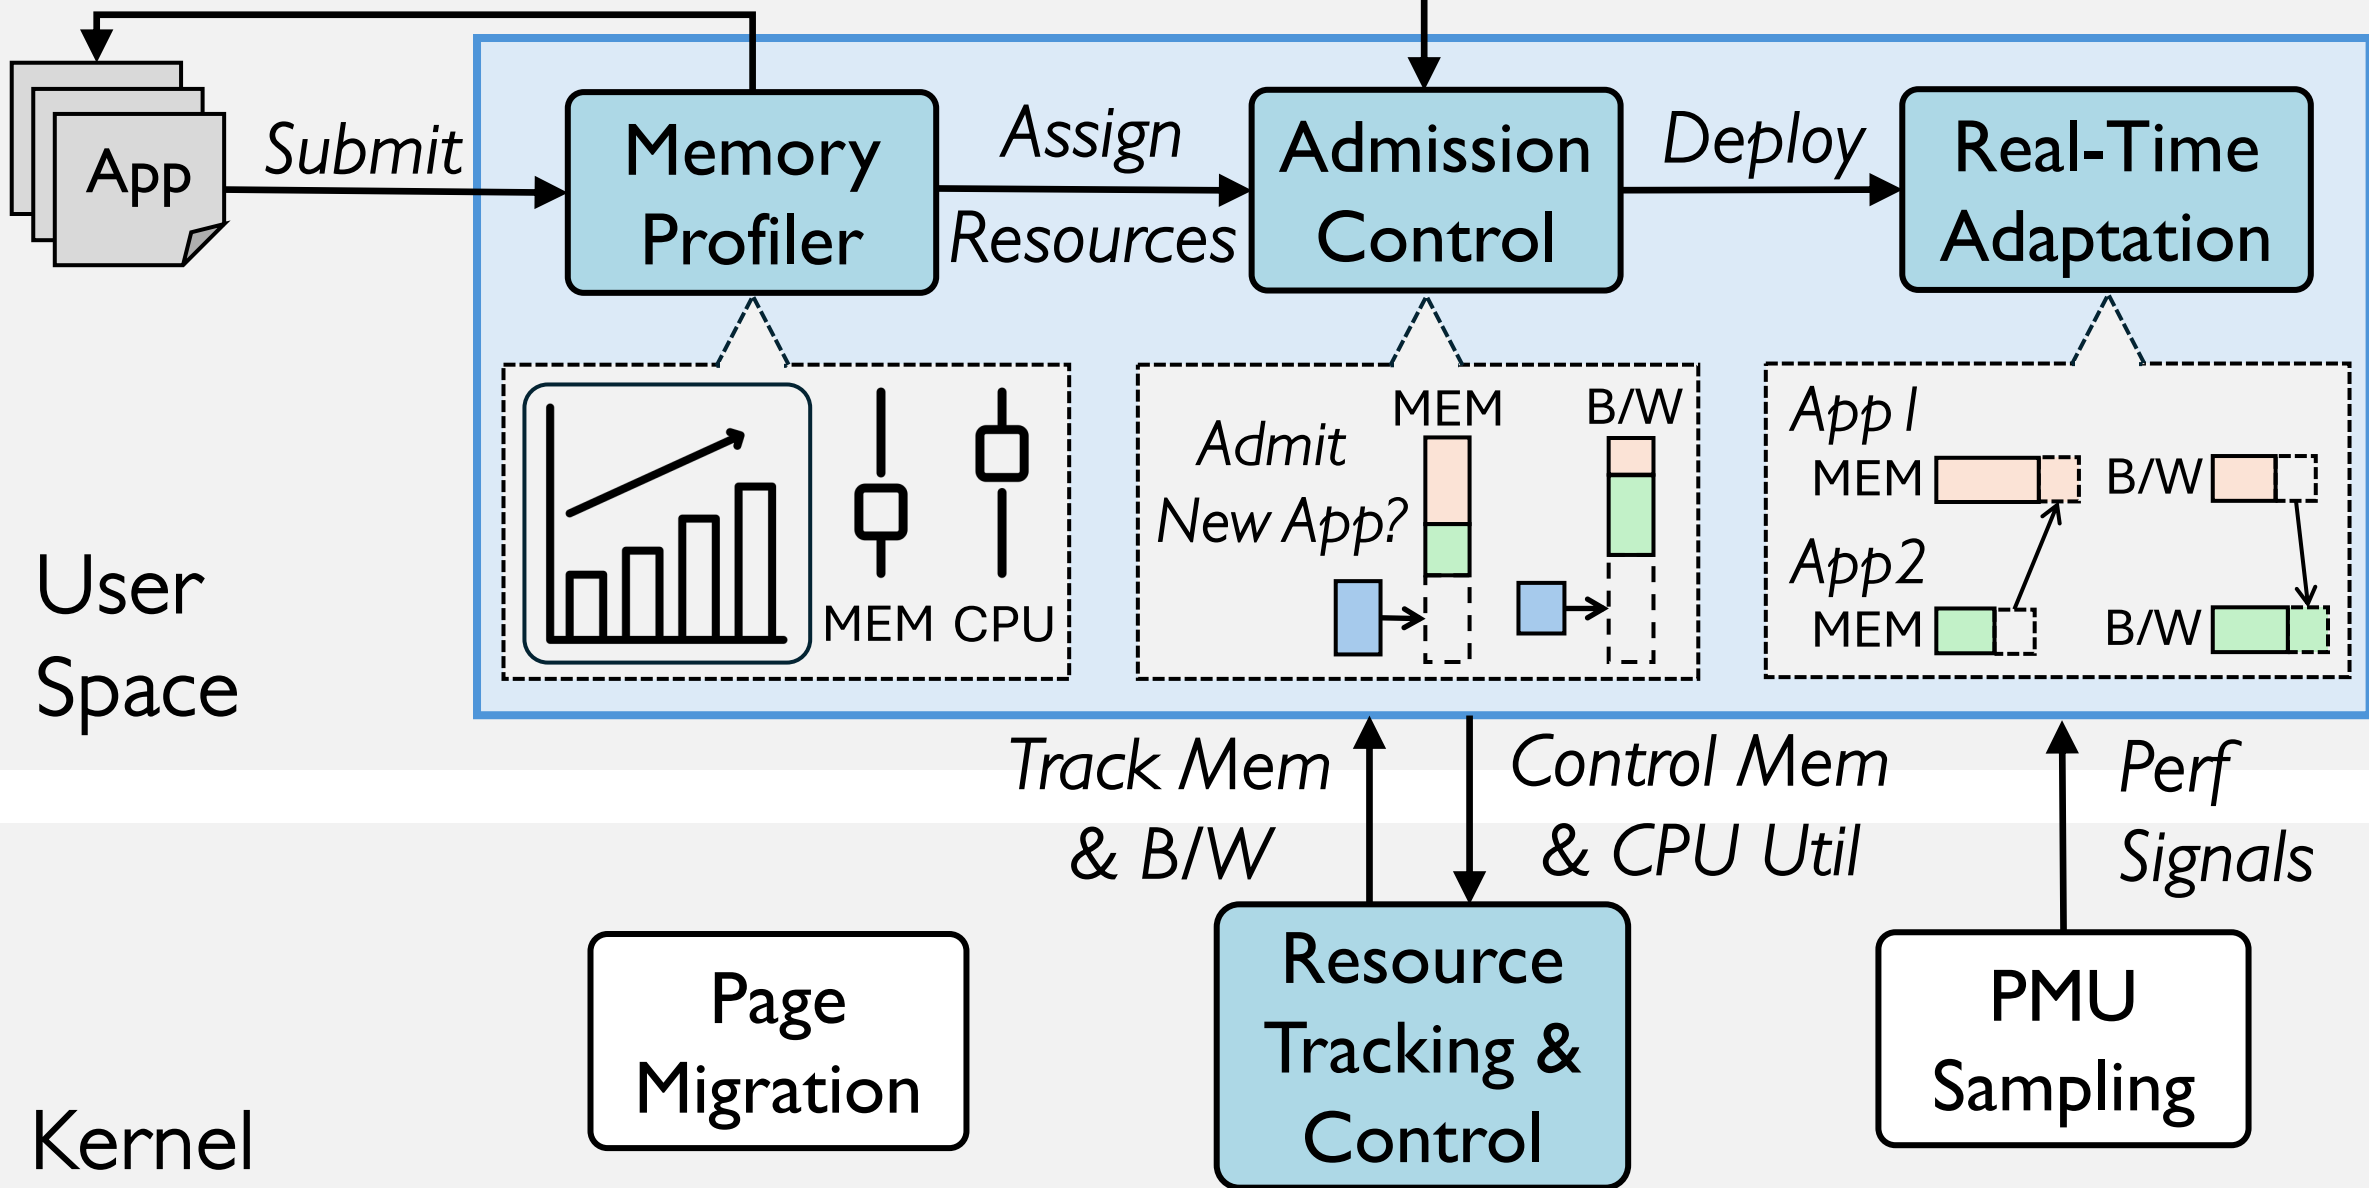 App
Submit
Memory
Profiler
Assign
Resources
Admission
Control
Deploy
Real-Time
Adaptation
MEM CPU
Admit
New App?
MEM
B/W
App 1
MEM
B/W
App2
MEM
B/W
User
Space
Track Mem
& B/W
Control Mem
& CPU Util
Perf
Signals
Page
Migration
Resource
Tracking &
Control
PMU
Sampling
Kernel